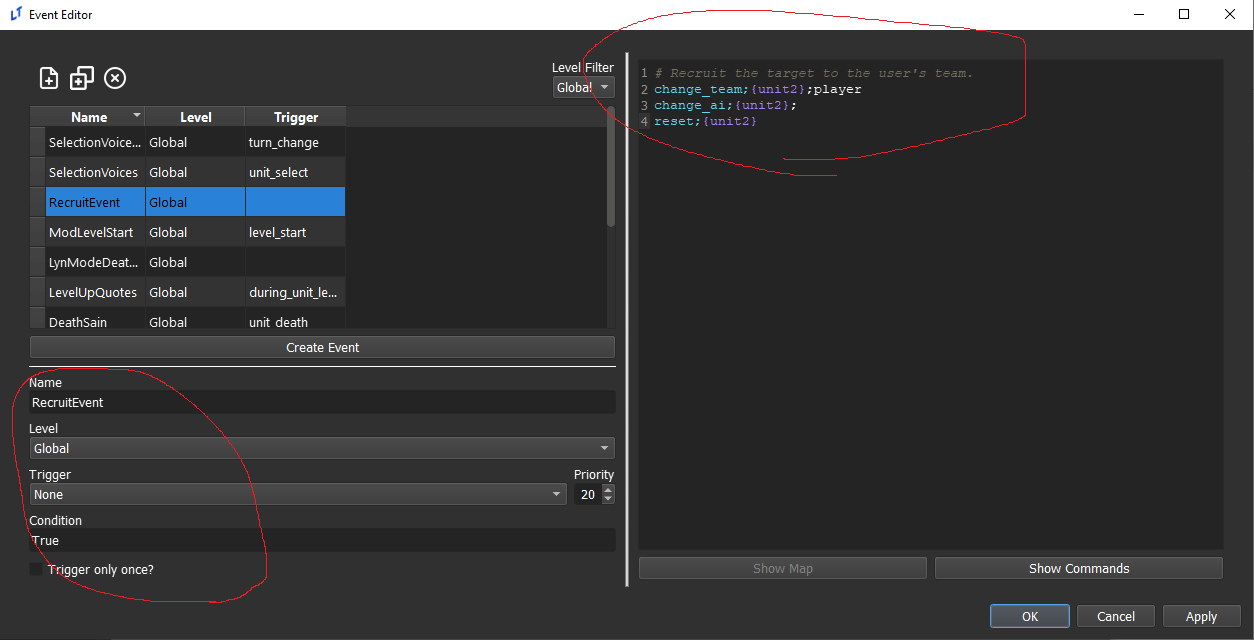 Event Editor
Level Filter
Global
Name Level Trigger
SelectionVoice... Global turn_change
SelectionVoices Global unit_select
RecruitEvent Global
ModLevelStart Global level_start
LynModeDeat... Global
LevelUpQuotes Global during_unit_le...
DeathSain Global unit_death
Create Event
Name
RecruitEvent
Level
Global
Trigger Priority
None 20
Condition
True
Trigger only once?
1 # Recruit the target to the user's team.
2 change_team;{unit2};player
3 change_ai;{unit2};
4 reset;{unit2}
Show Map Show Commands
OK Cancel Apply